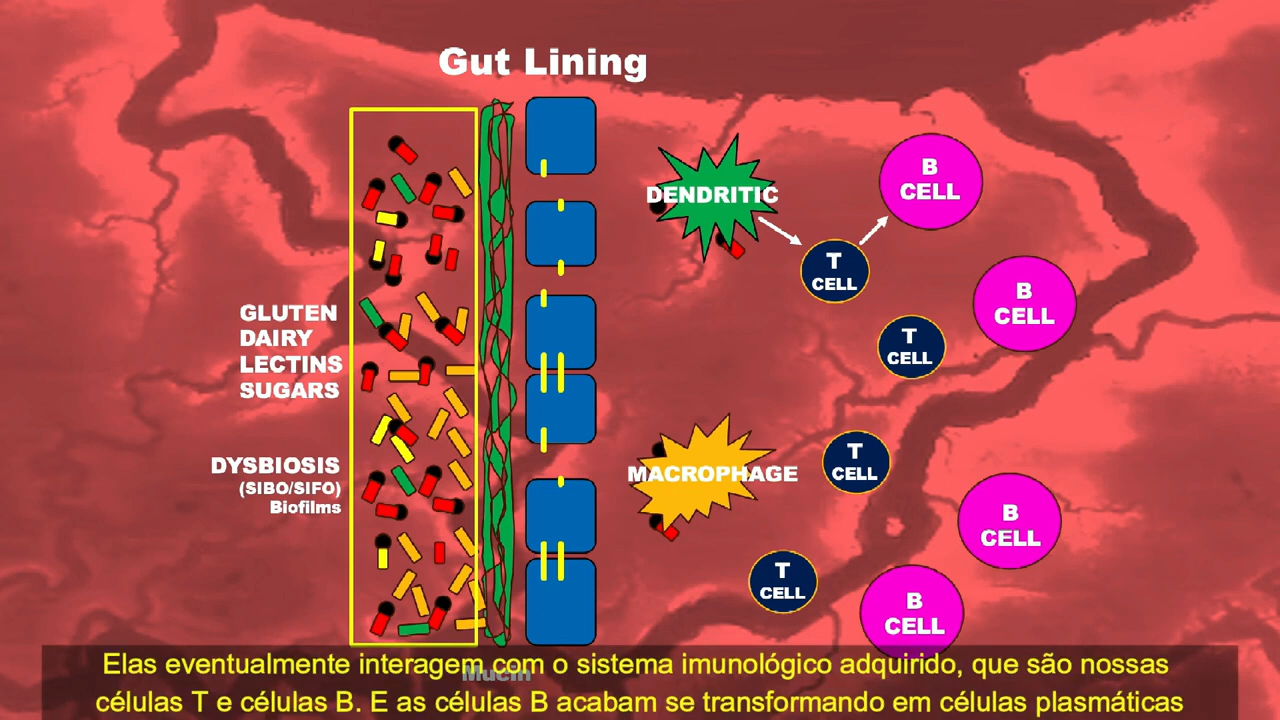 Gut Lining
GLUTEN
DAIRY
LECTINS
SUGARS
DYSBIOSIS
(SIBO/SIFO)
Biofilms
DENDRITIC
MACROPHAGE
T
CELL
T
CELL
T
CELL
T
CELL
B
CELL
B
CELL
B
CELL
B
CELL
Mucin
Elas eventualmente interagem com o sistema imunológico adquirido, que são nossas
células T e células B. E as células B acabam se transformando em células plasmáticas